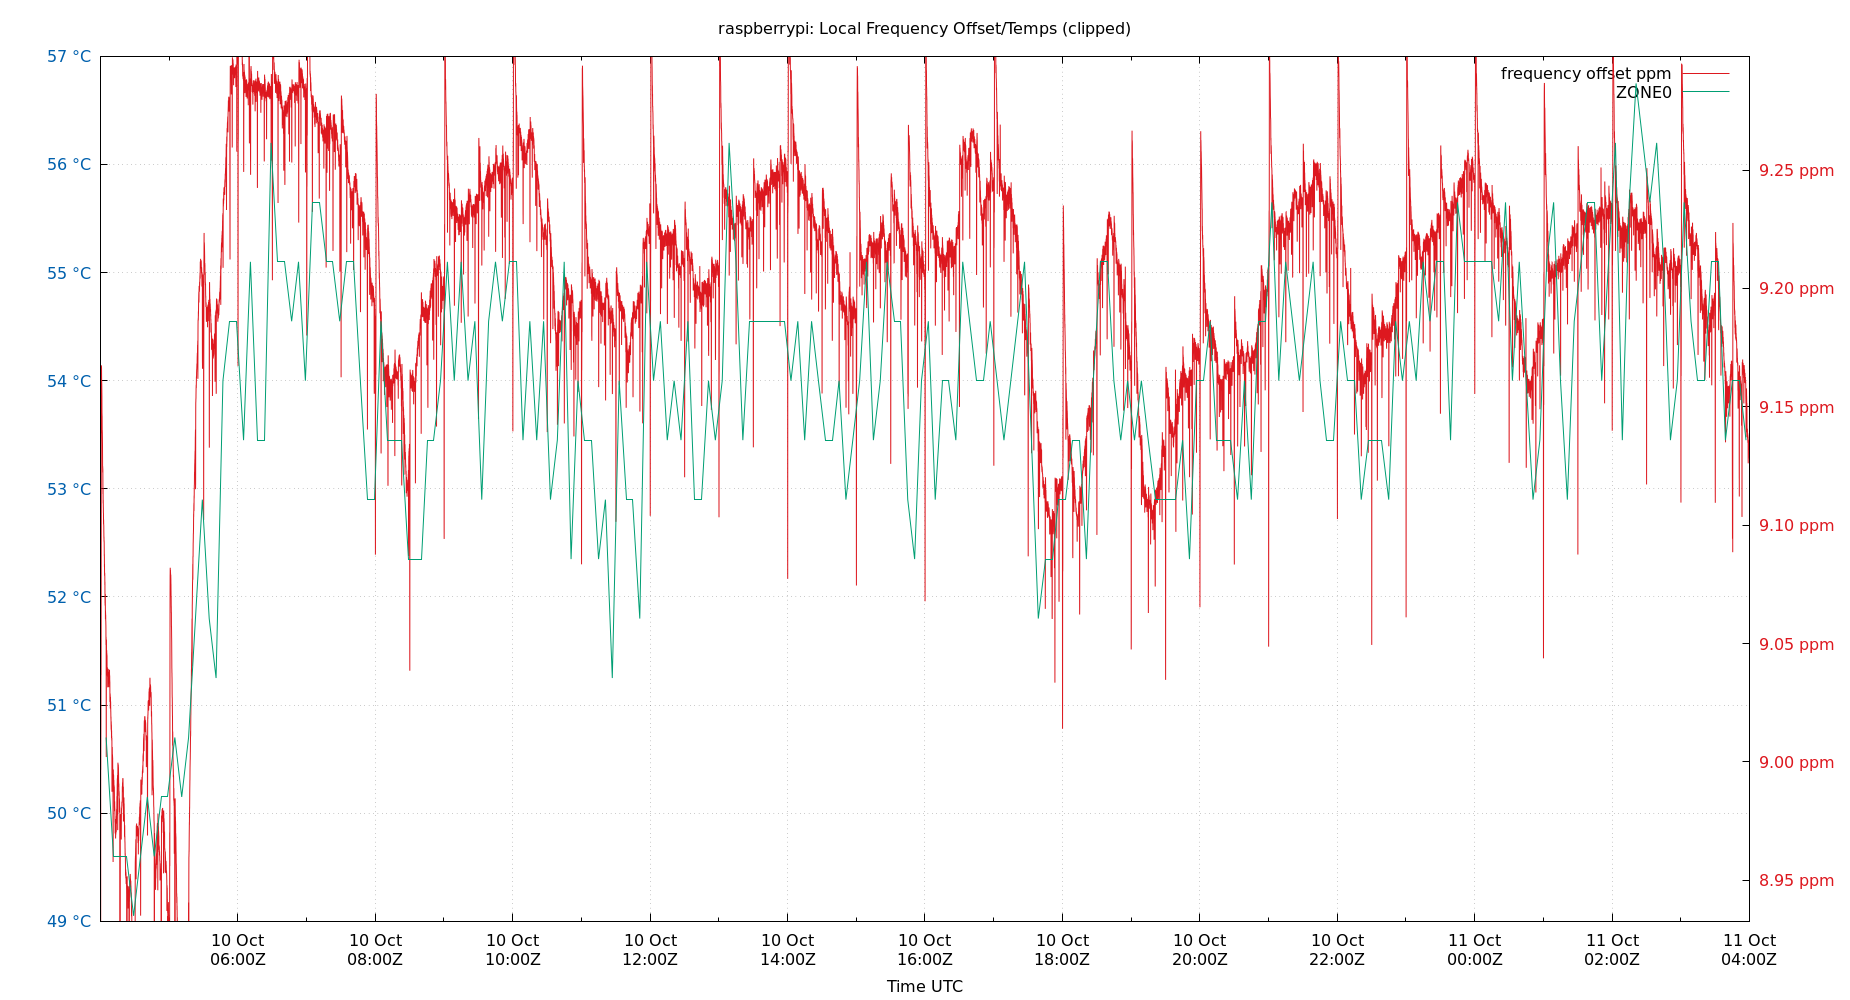 raspberrypi: Local Frequency Offset/Temps (clipped)
57 °C
56 °C
55 °C
54 °C
53 °C
52 °C
51 °C
50 °C
49 °C
frequency offset ppm
ZONE0
9.25 ppm
9.20 ppm
9.15 ppm
9.10 ppm
9.05 ppm
9.00 ppm
8.95 ppm
10 Oct
06:00Z
10 Oct
08:00Z
10 Oct
10:00Z
10 Oct
12:00Z
10 Oct
14:00Z
10 Oct
16:00Z
10 Oct
18:00Z
10 Oct
20:00Z
10 Oct
22:00Z
11 Oct
00:00Z
11 Oct
02:00Z
11 Oct
04:00Z
Time UTC